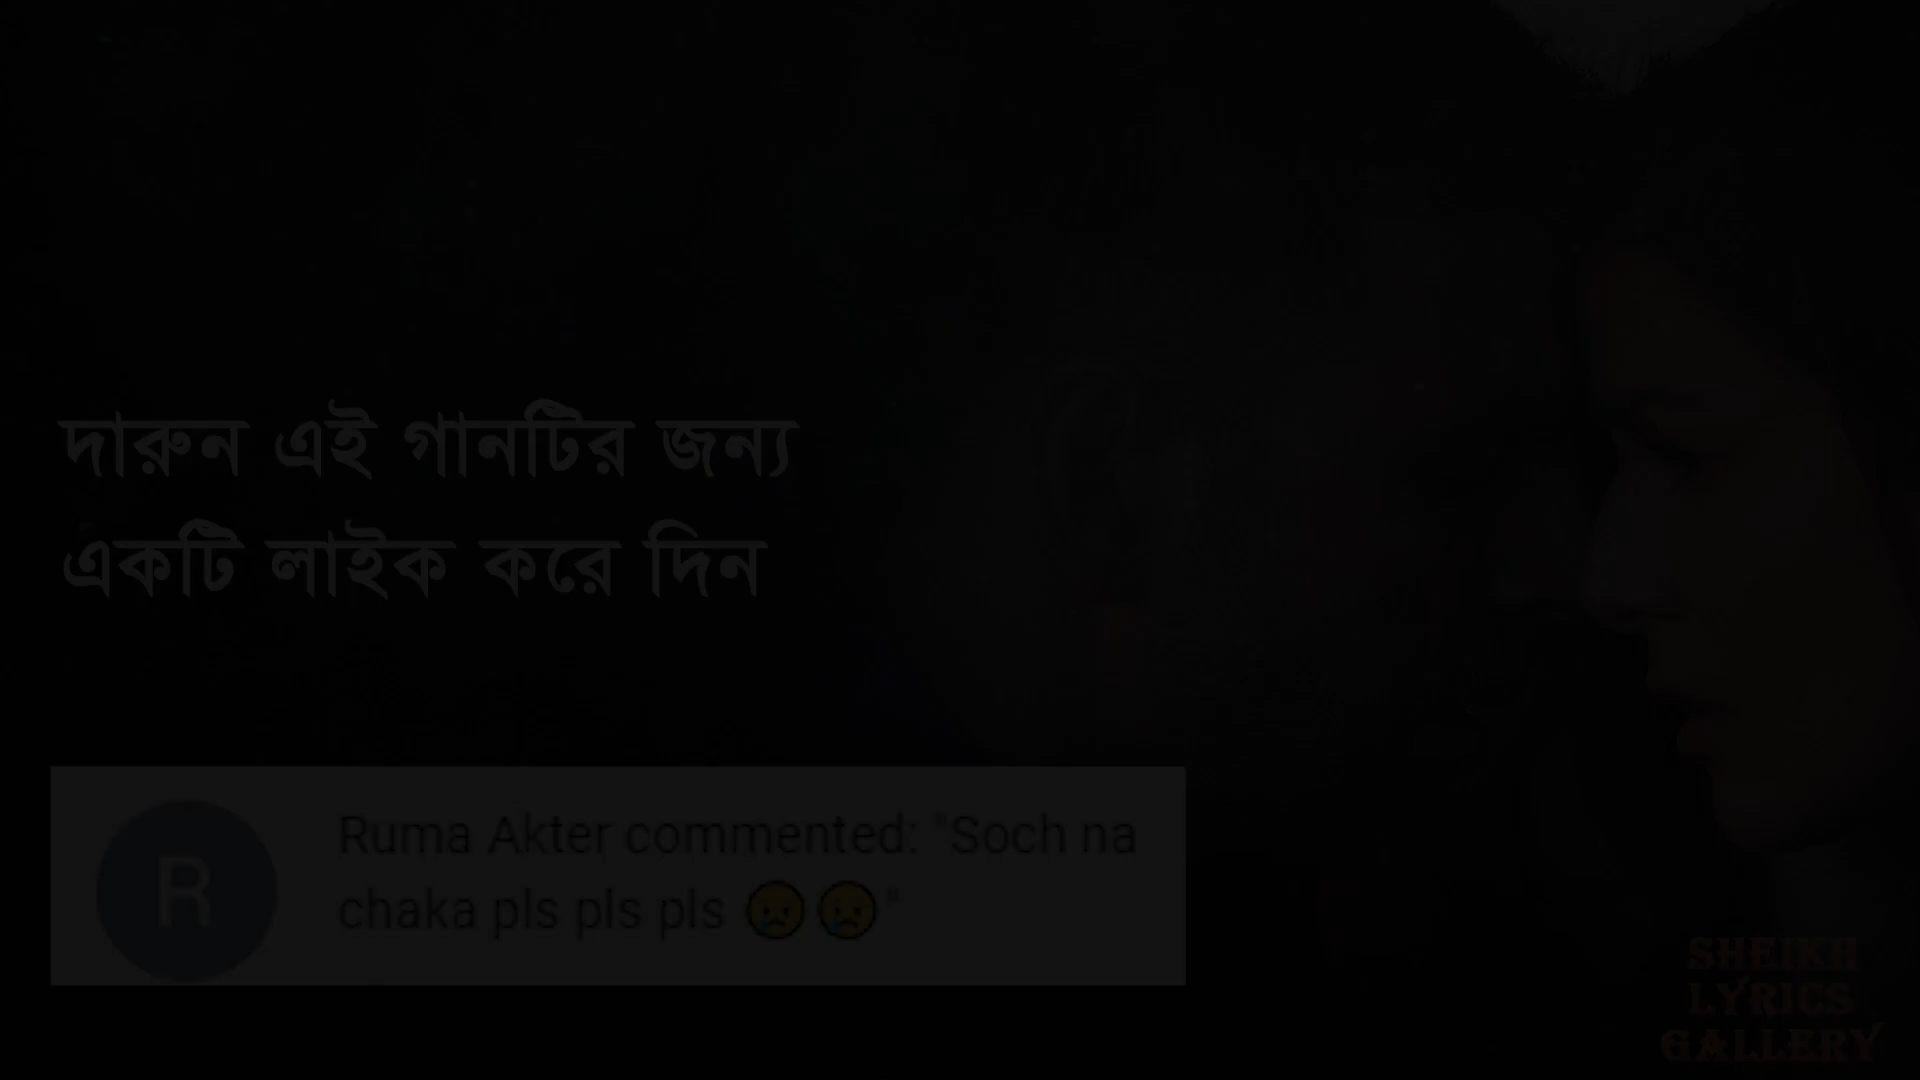 দারুন এই গানটির জন্য
একটি লাইক করে দিন
R
Ruma Akter commented: "Soch na
chaka pls pls pls 😥😥"
SHEIKH
LYRICS
GALLERY